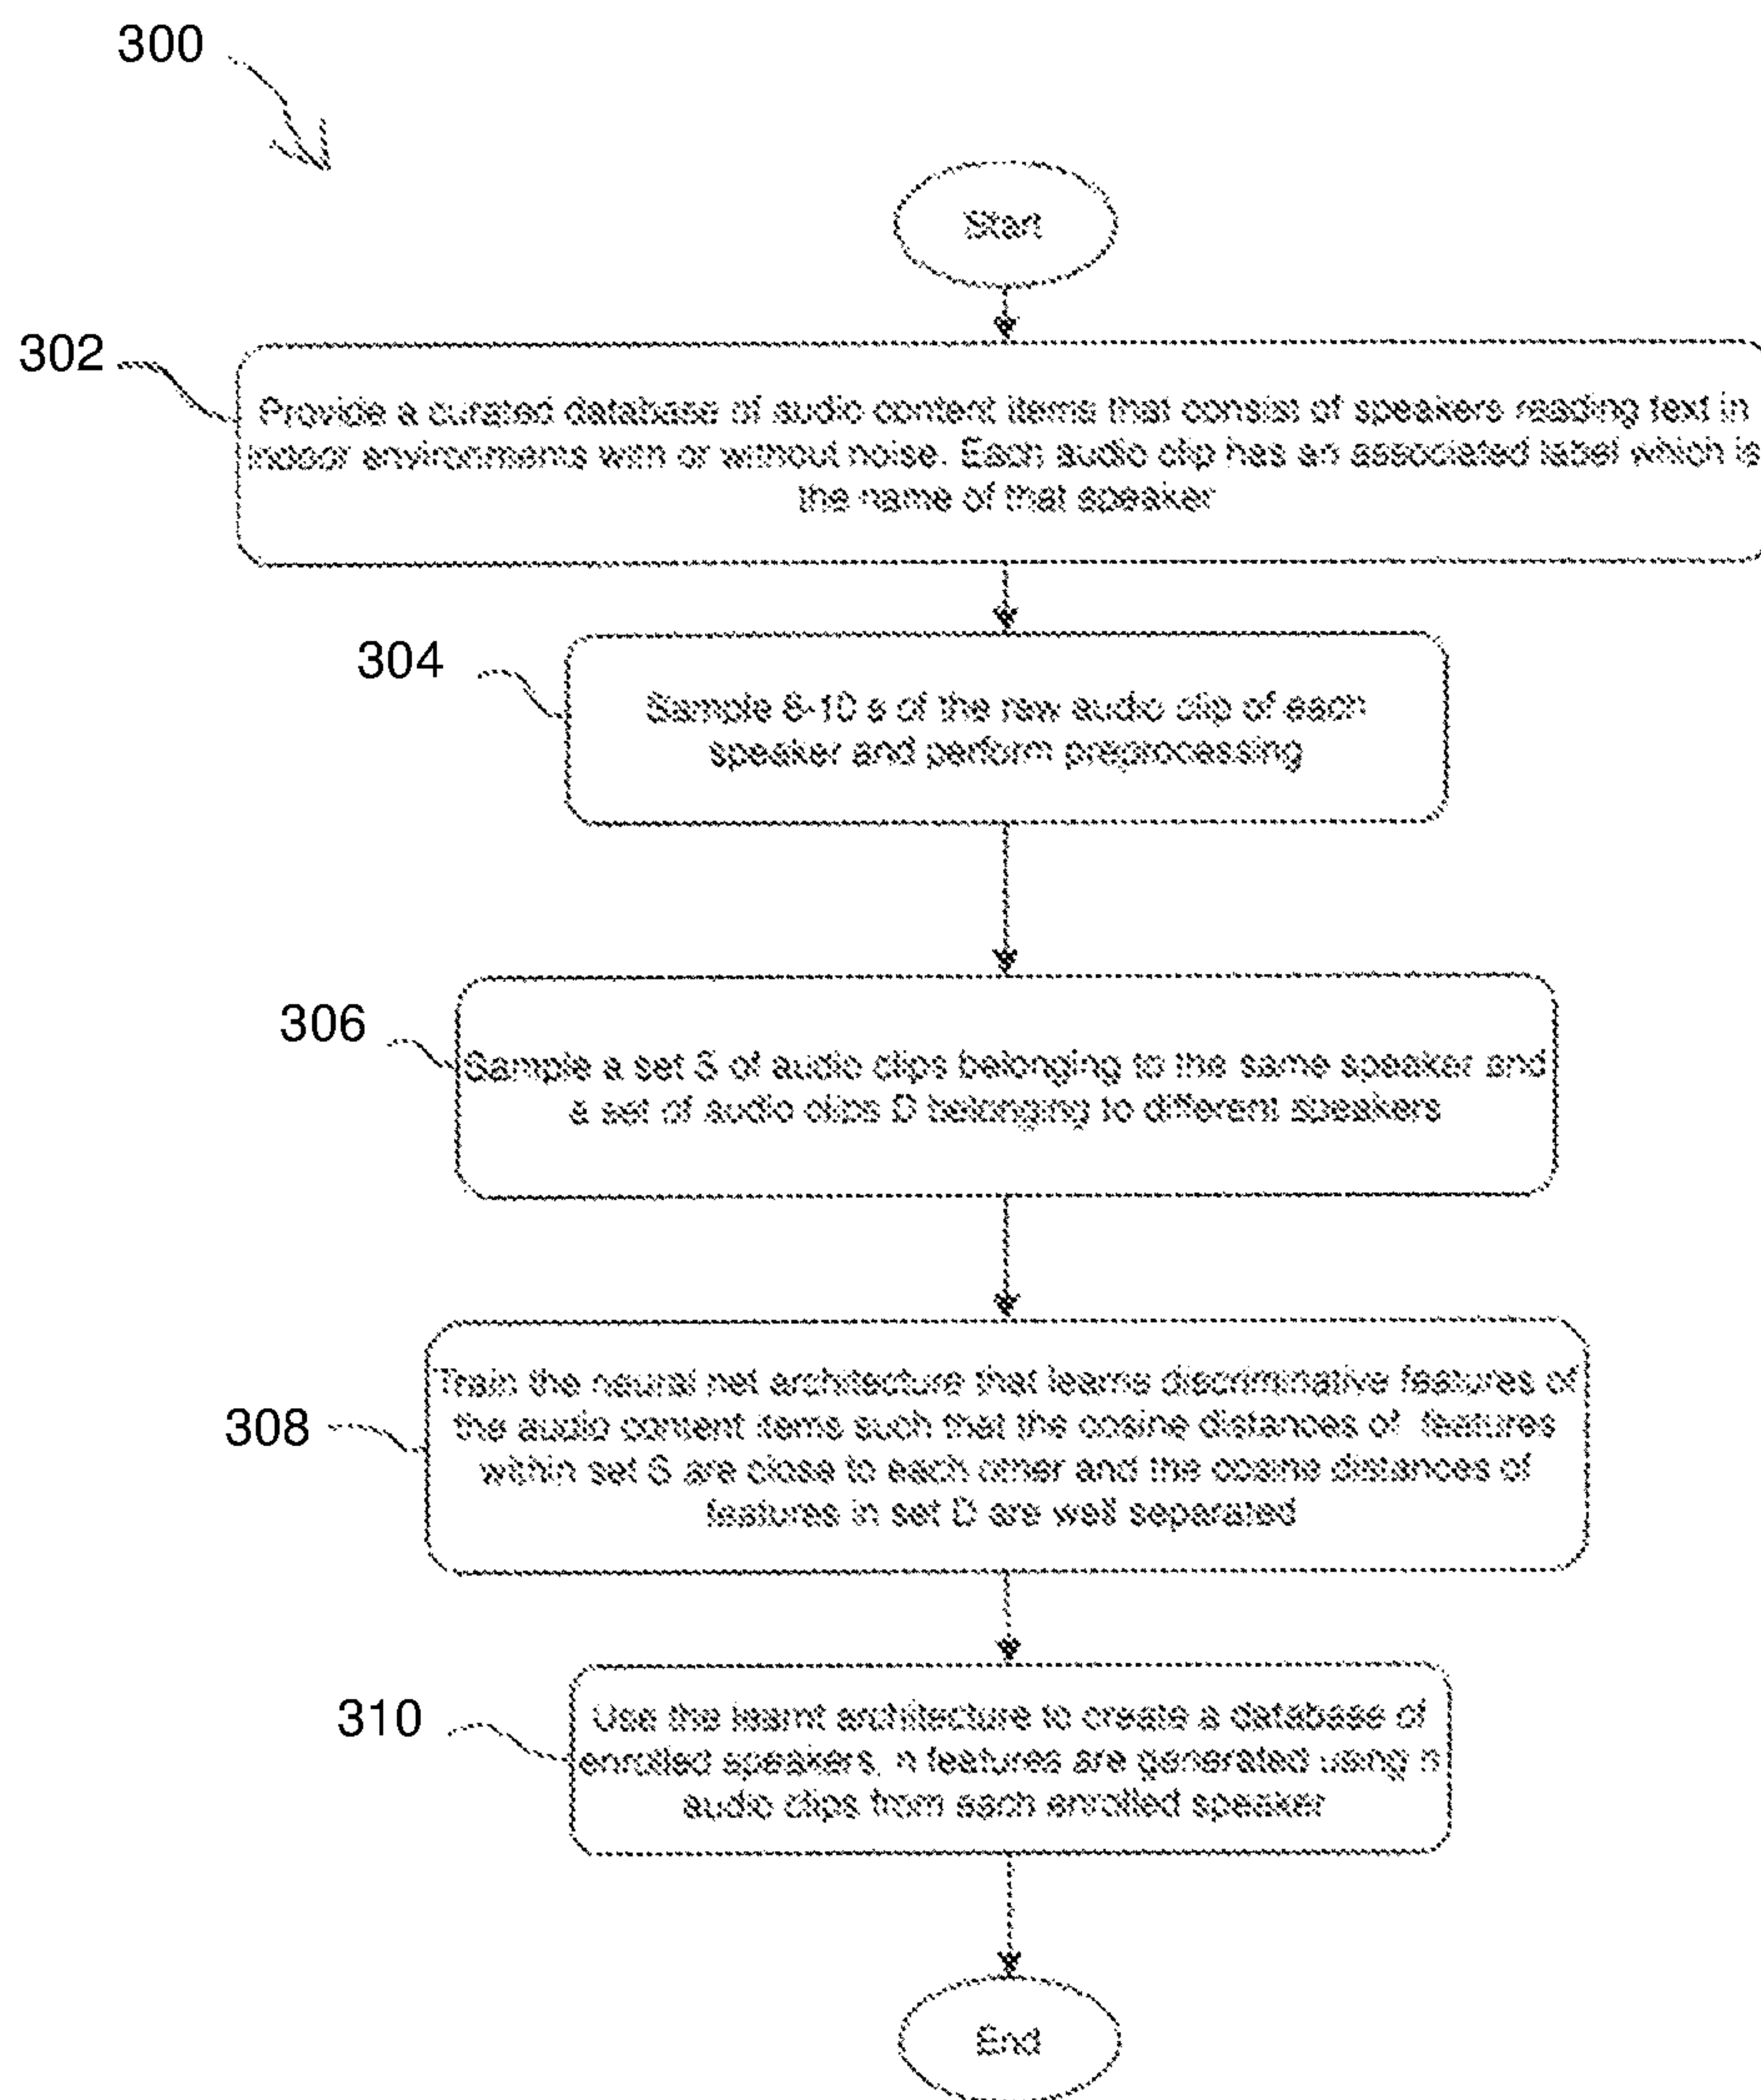 300
Start
302
Provide a curated database of audio content items that consist of speakers reading text in
indoor environments with or without noise. Each audio clip has an associated label which is
the name of that speaker
304
Sample 8-10 s of the raw audio clip of each
speaker and perform preprocessing
306
Sample a set S of audio clips belonging to the same speaker and
a set of audio clips D belonging to different speakers
308
Train the neural net architecture that learns discriminative features of
the audio content items such that the cosine distances of features
within set S are close to each other and the cosine distances of
features in set D are well separated
310
Use the learnt architecture to create a database of
enrolled speakers, n features are generated using n
audio clips from each enrolled speaker
End